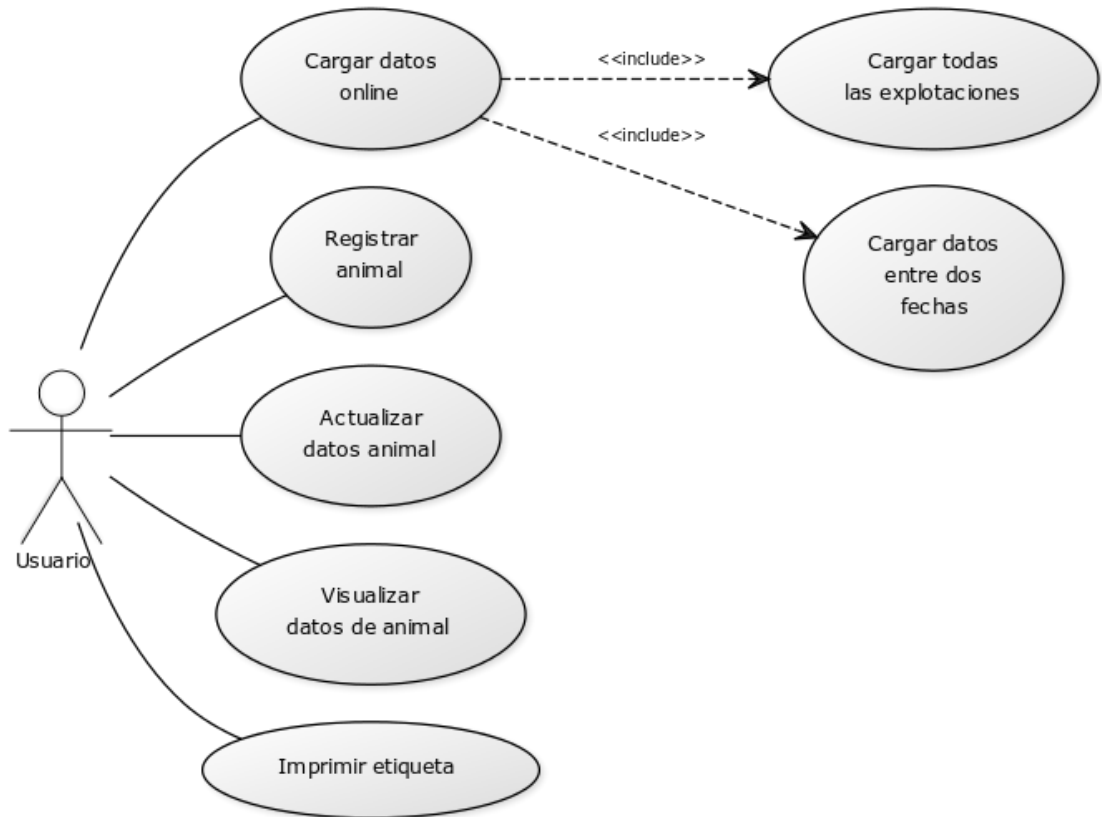 Cargar datos
online
<<include>>
Cargar todas
las explotaciones
<<include>>
Cargar datos
entre dos
fechas
Registrar
animal
Actualizar
datos animal
Usuario
Visualizar
datos de animal
Imprimir etiqueta